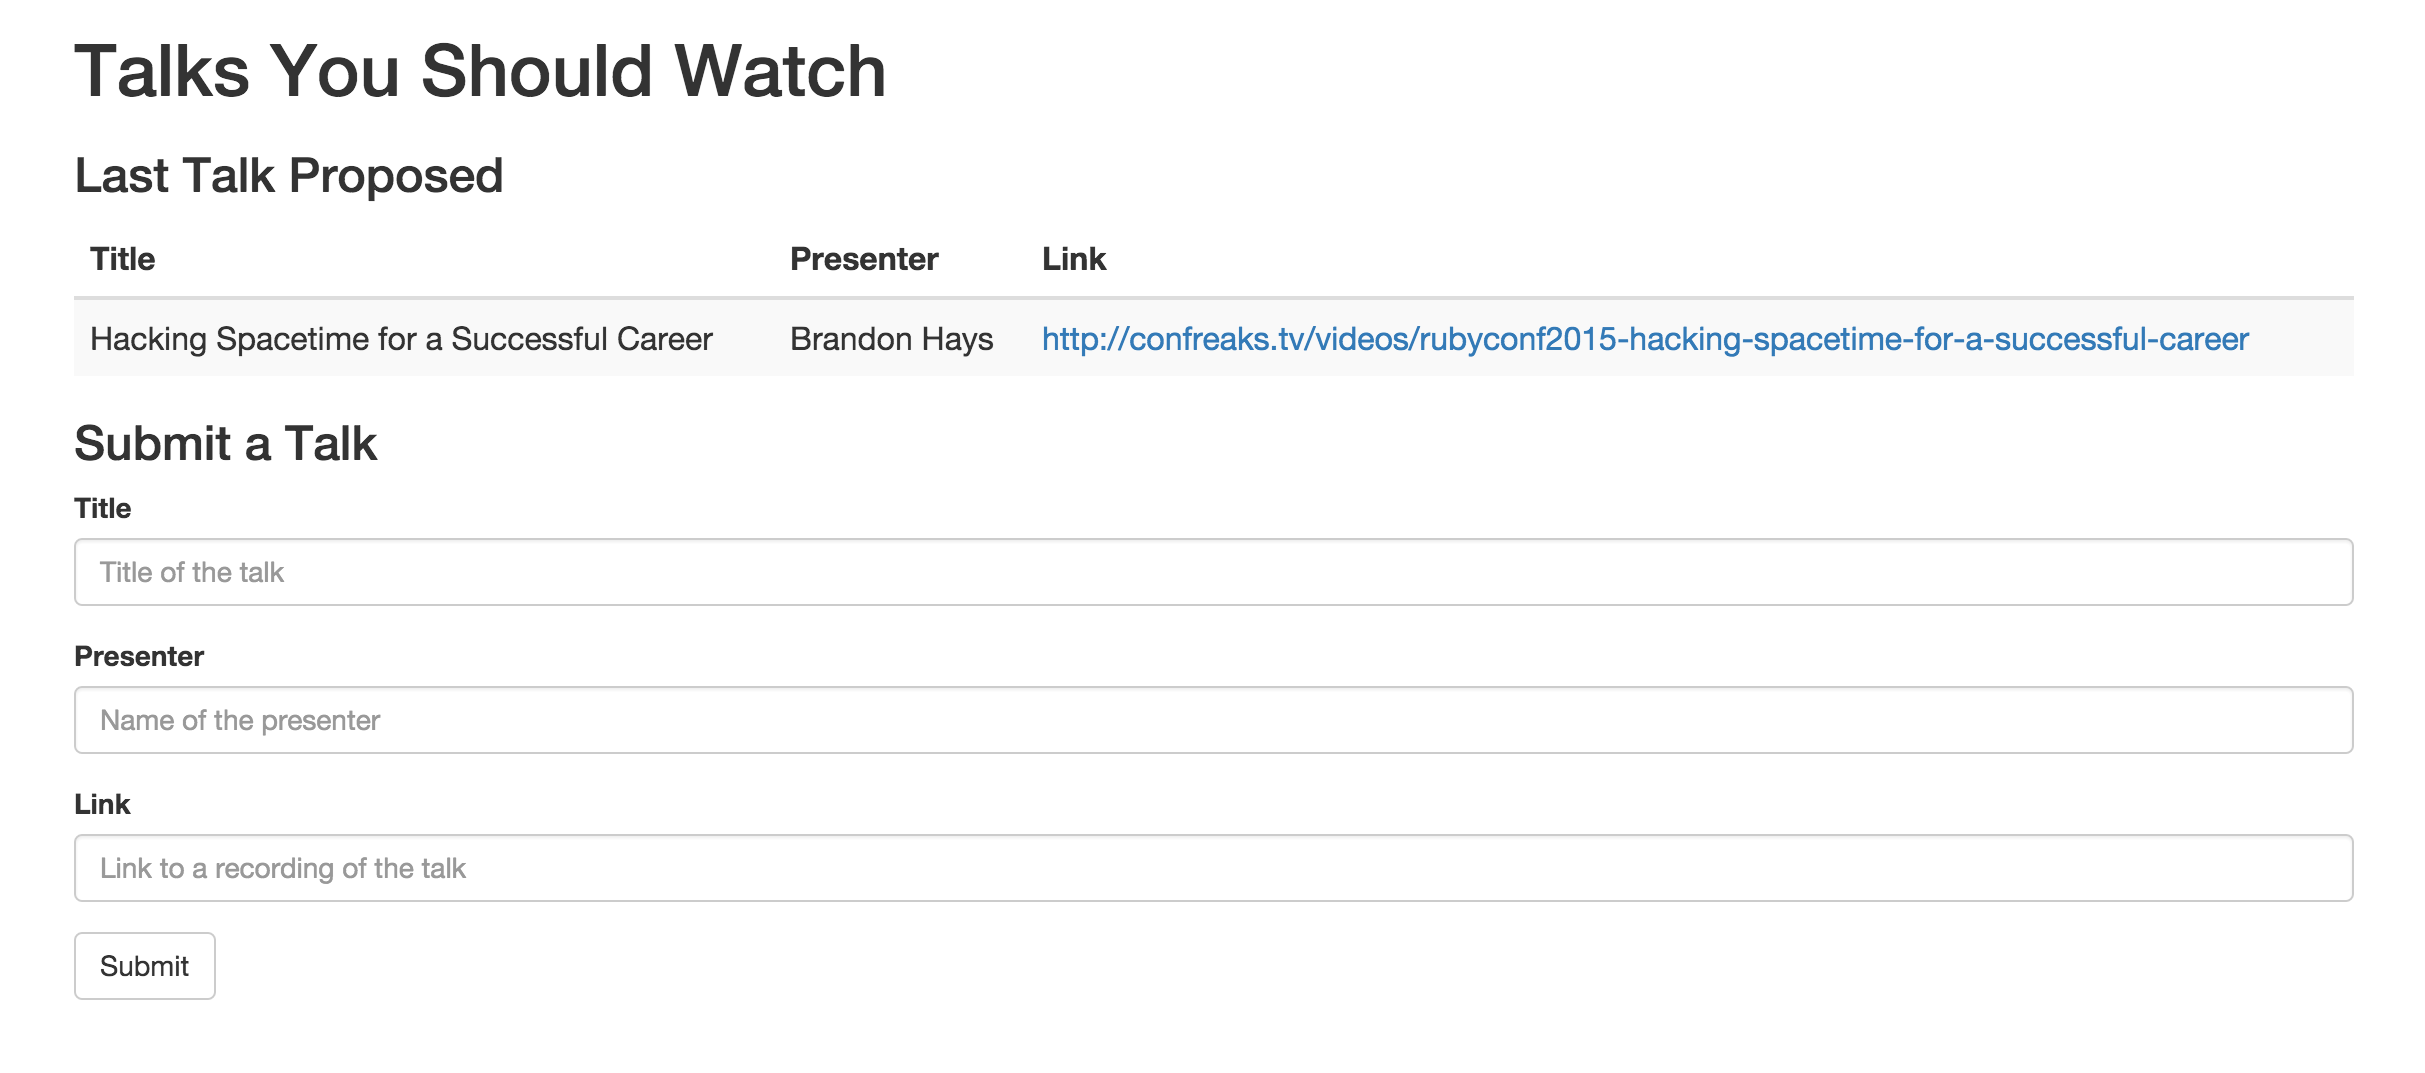 Talks You Should Watch
Last Talk Proposed
Title Presenter Link
Hacking Spacetime for a Successful Career Brandon Hays http://confreaks.tv/videos/rubyconf2015-hacking-spacetime-for-a-successful-career
Submit a Talk
Title
Title of the talk
Presenter
Name of the presenter
Link
Link to a recording of the talk
Submit